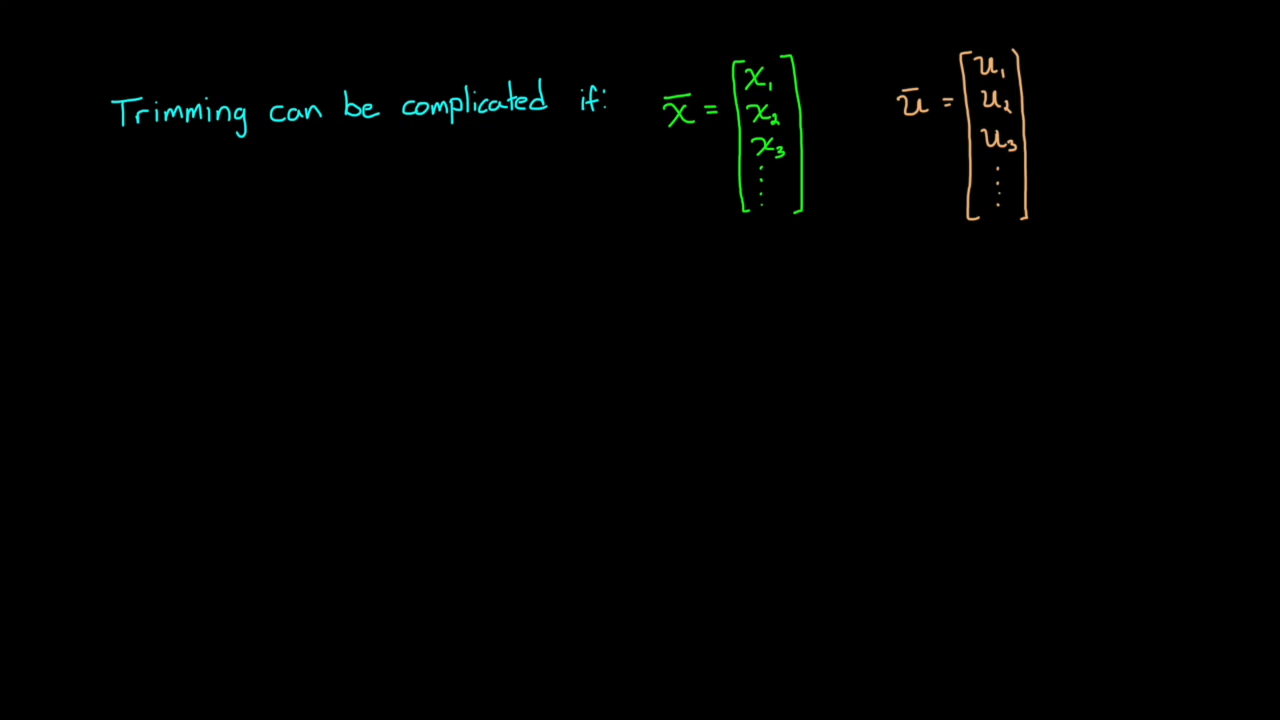 Trimming can be complicated if: x̄ = [x₁ x₂ x₃ ⋮] ū = [u₁ u₂ u₃ ⋮]